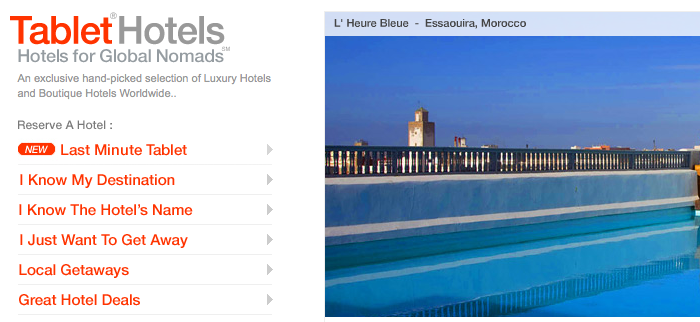 Tablet® Hotels
Hotels for Global Nomads℠
An exclusive hand-picked selection of Luxury Hotels
and Boutique Hotels Worldwide..
Reserve A Hotel :
NEW Last Minute Tablet
I Know My Destination
I Know The Hotel's Name
I Just Want To Get Away
Local Getaways
Great Hotel Deals
L' Heure Bleue - Essaouira, Morocco